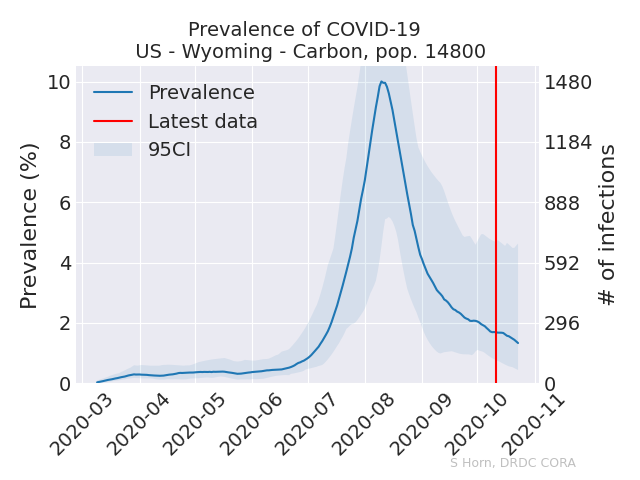 Prevalence of COVID-19
US - Wyoming - Carbon, pop. 14800
Prevalence
Latest data
95CI
Prevalence (%)
10
8
6
4
2
0
1480
1184
888
592
296
0
# of infections
2020-03
2020-04
2020-05
2020-06
2020-07
2020-08
2020-09
2020-10
2020-11
S Horn, DRDC CORA